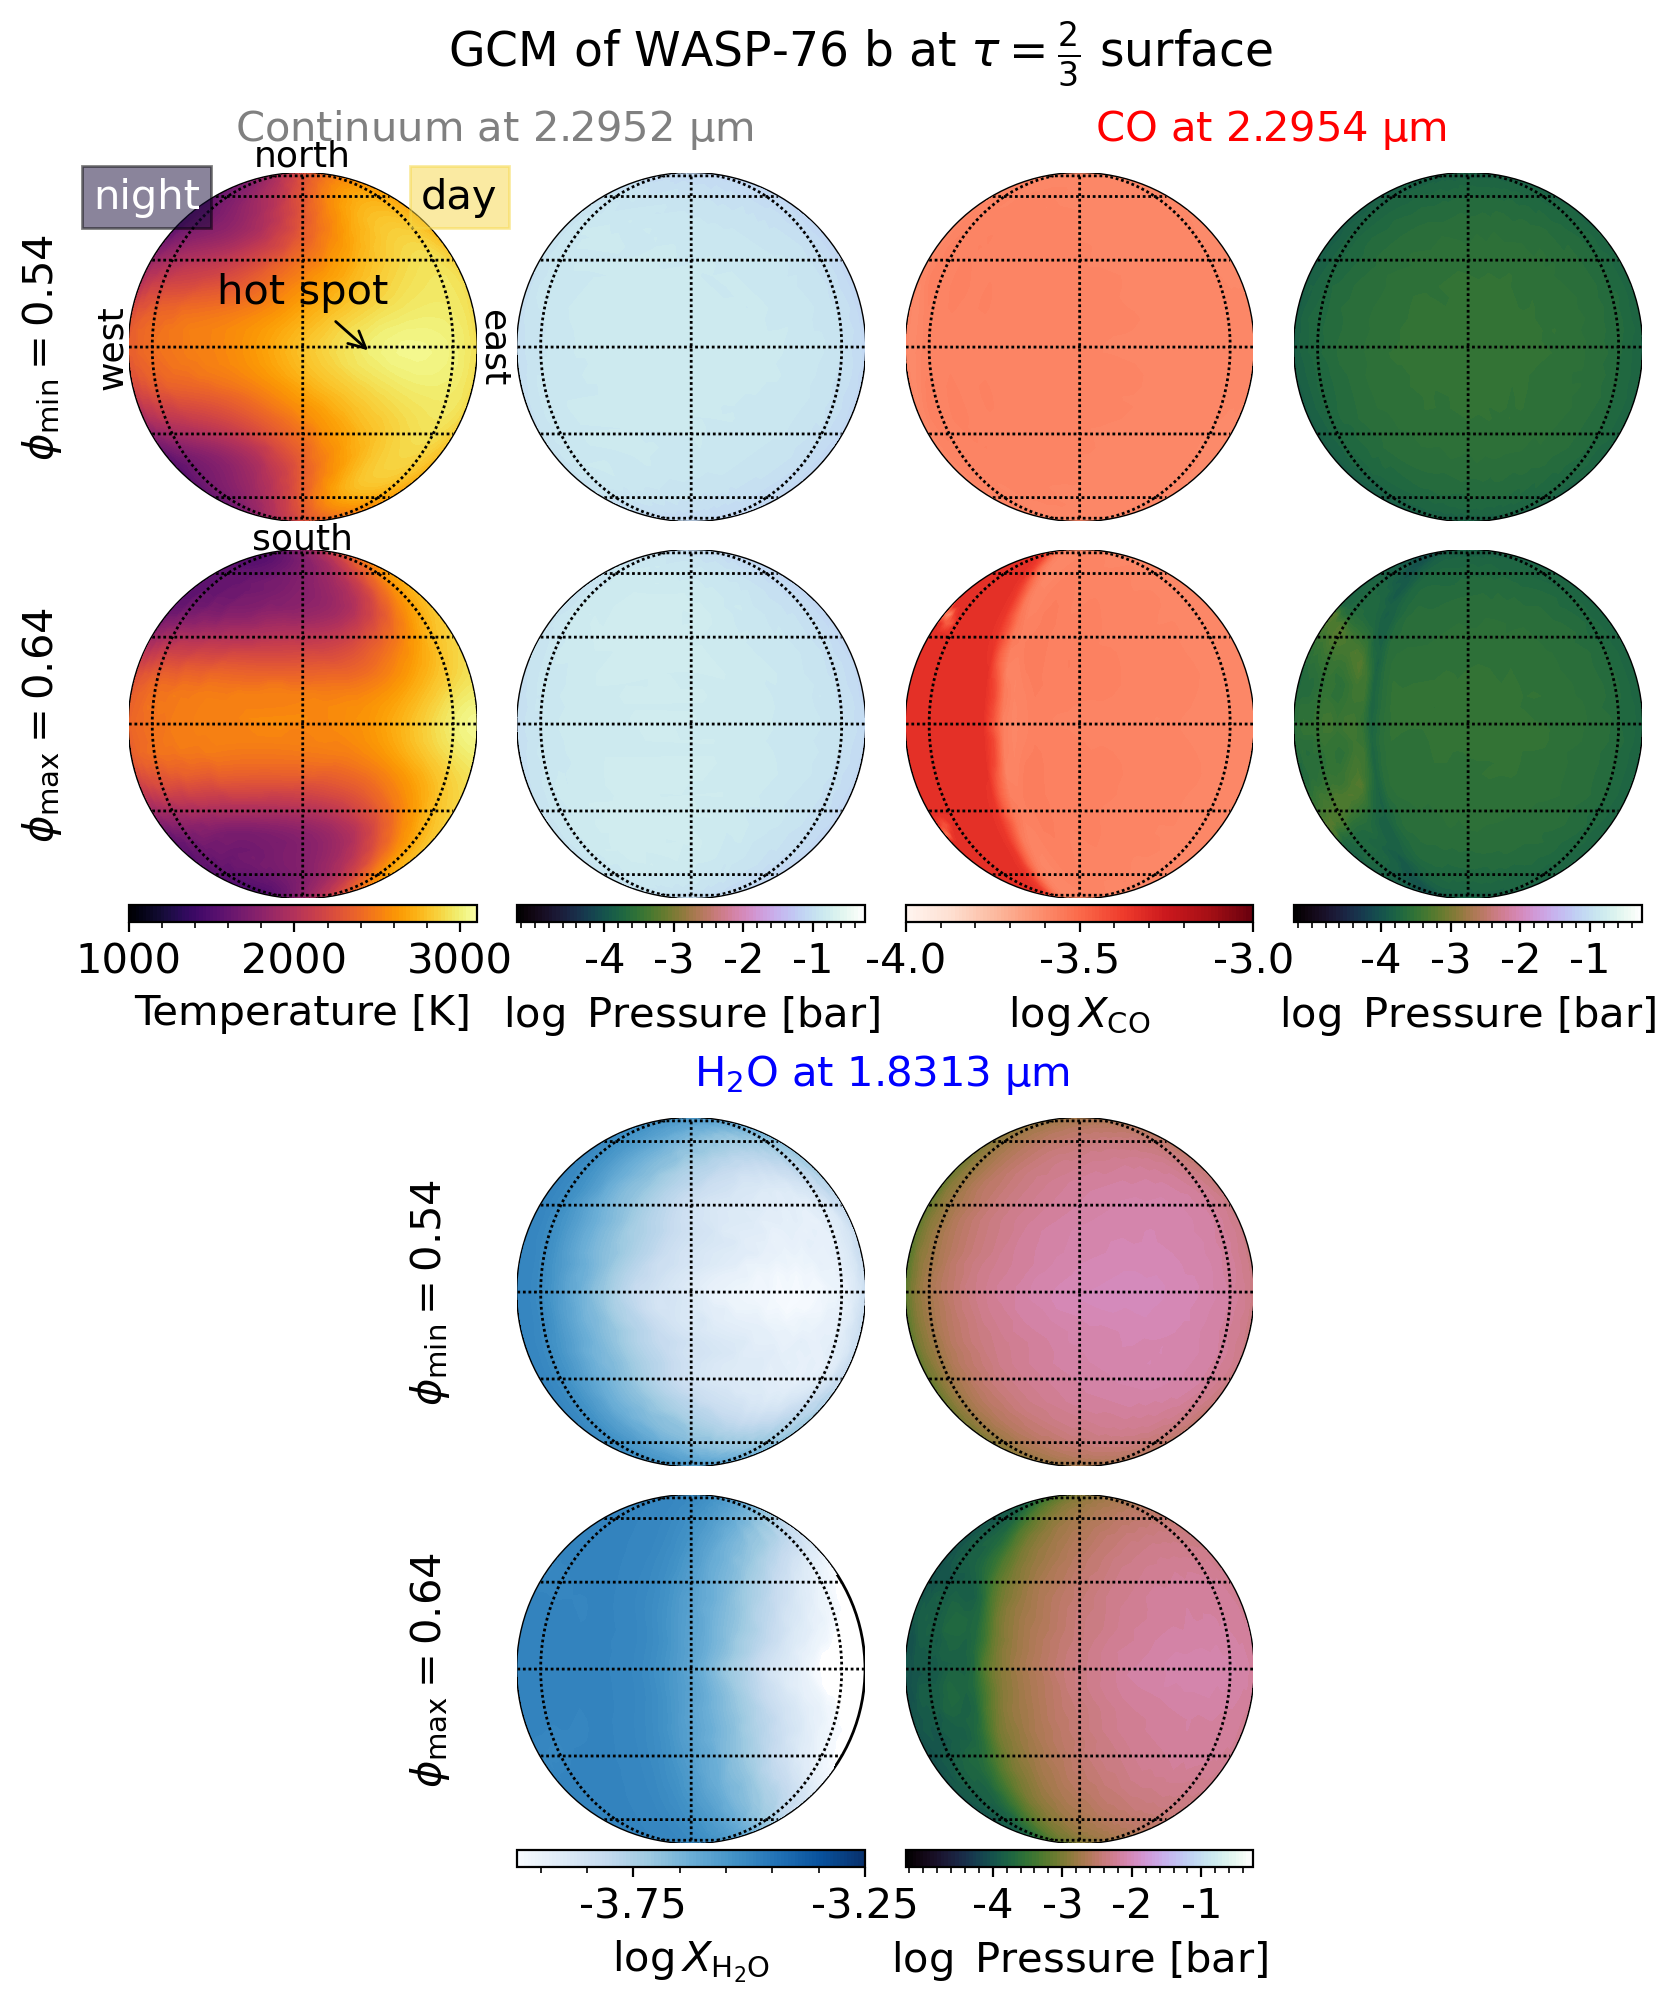 GCM of WASP-76 b at τ = 2/3 surface
Continuum at 2.2952 µm
CO at 2.2954 µm
north
night
day
hot spot
west
east
ϕmin = 0.54
south
ϕmax = 0.64
1000 2000 3000
Temperature [K]
-4 -3 -2 -1
log Pressure [bar]
-4.0 -3.5 -3.0
log XCO
-4 -3 -2 -1
log Pressure [bar]
H₂O at 1.8313 µm
ϕmin = 0.54
ϕmax = 0.64
-3.75 -3.25
log XH₂O
-4 -3 -2 -1
log Pressure [bar]